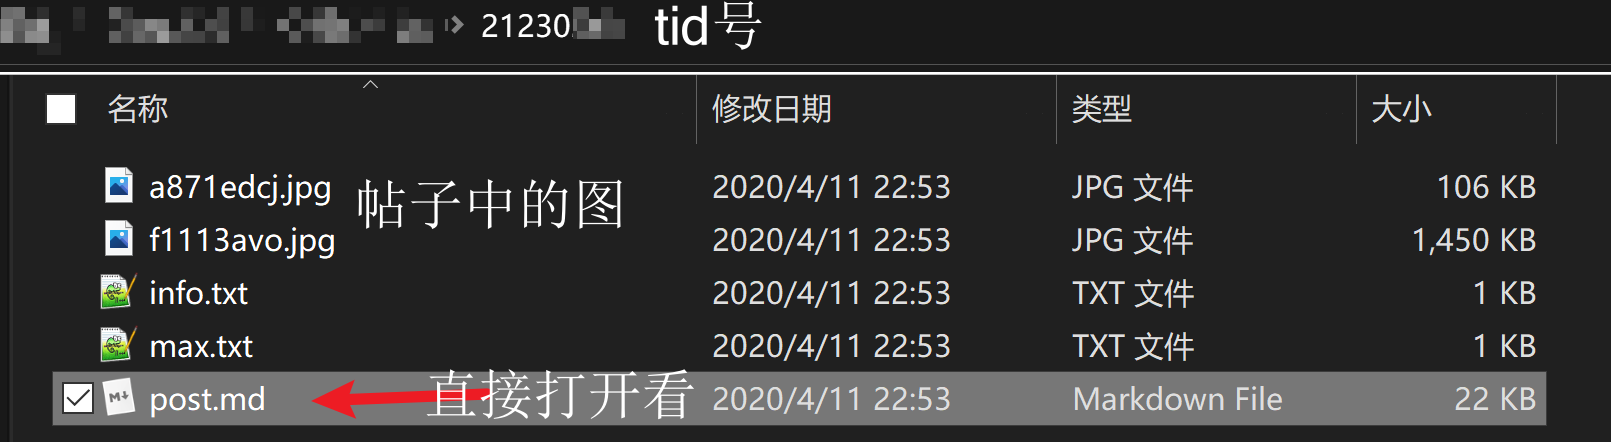 21230 tid号
名称 修改日期 类型 大小
a871edcj.jpg 帖子中的图 2020/4/11 22:53 JPG 文件 106 KB
f1113avo.jpg 2020/4/11 22:53 JPG 文件 1,450 KB
info.txt 2020/4/11 22:53 TXT 文件 1 KB
max.txt 2020/4/11 22:53 TXT 文件 1 KB
post.md 直接打开看 2020/4/11 22:53 Markdown File 22 KB